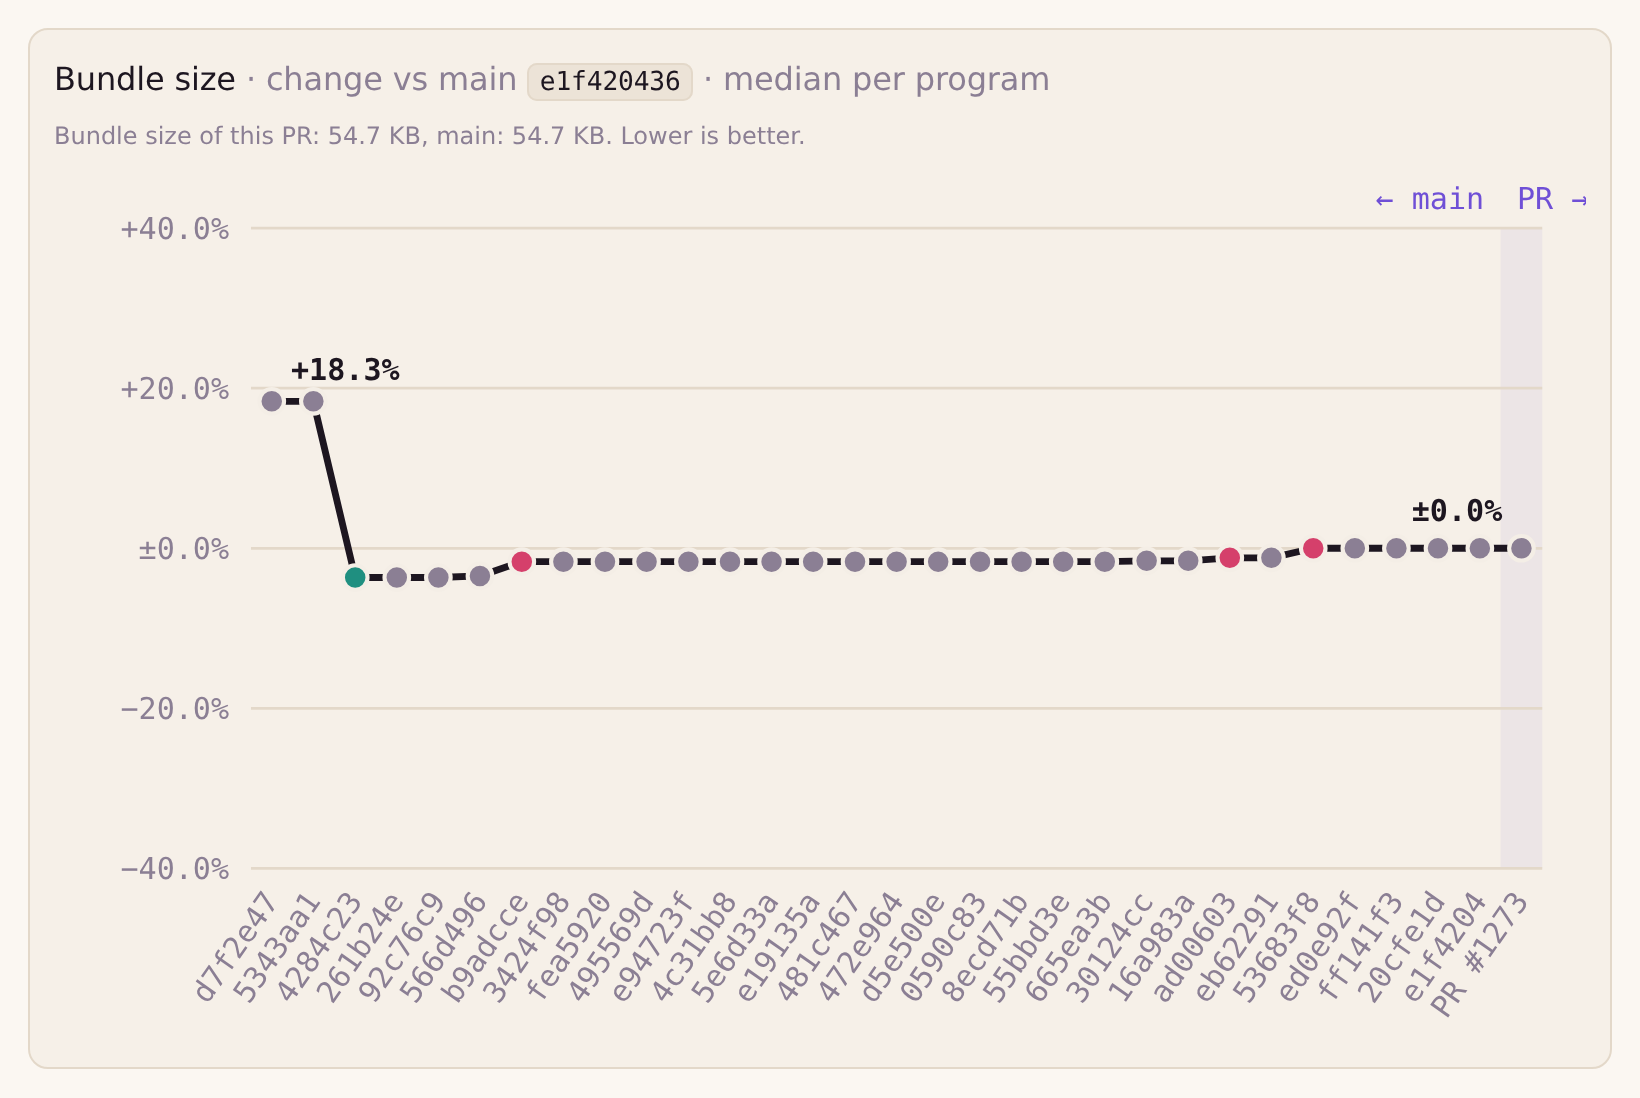 Bundle size · change vs main e1f420436 · median per program
Bundle size of this PR: 54.7 KB, main: 54.7 KB. Lower is better.
← main PR →
+40.0%
+18.3%
+20.0%
±0.0%
±0.0%
−20.0%
−40.0%
d7f2e47
5343aa1
4284c23
261b24e
92c76c9
566d496
b9adcce
3424f98
fea5920
495569d
e94723f
4c31bb8
5e6d33a
e19135a
481c467
472e964
d5e500e
0590c83
8ecd71b
55bbd3e
665ea3b
30124cc
16a983a
ad00603
eb62291
53683f8
ed0e92f
ff141f3
20cfe1d
e1f4204
PR #1273